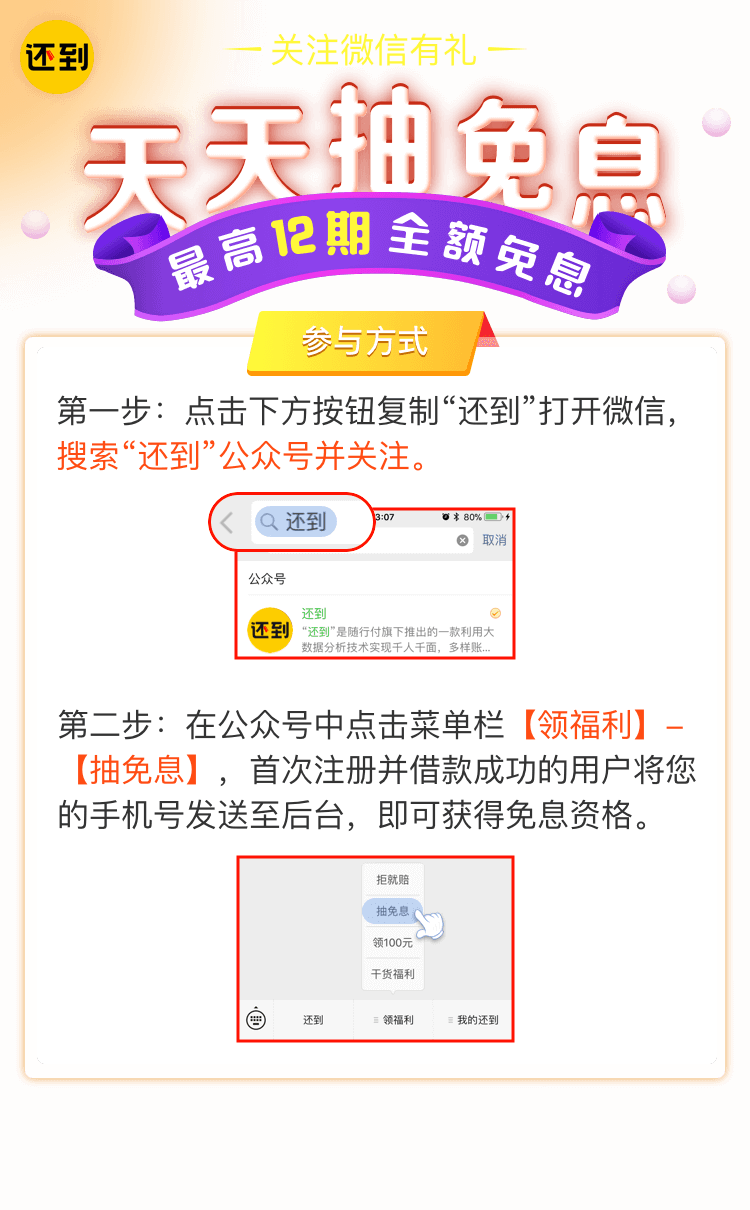 还到
关注微信有礼
天天抽免息
最高12期全额免息
参与方式
第一步：点击下方按钮复制“还到”打开微信，
搜索“还到”公众号并关注。
还到
3:07 80%
取消
公众号
还到
还到
“还到”是随行付旗下推出的一款利用大
数据分析技术实现千人千面，多样账...
第二步：在公众号中点击菜单栏【领福利】–
【抽免息】，首次注册并借款成功的用户将您
的手机号发送至后台，即可获得免息资格。
拒就赔
抽免息
领100元
干货福利
还到 领福利 我的还到